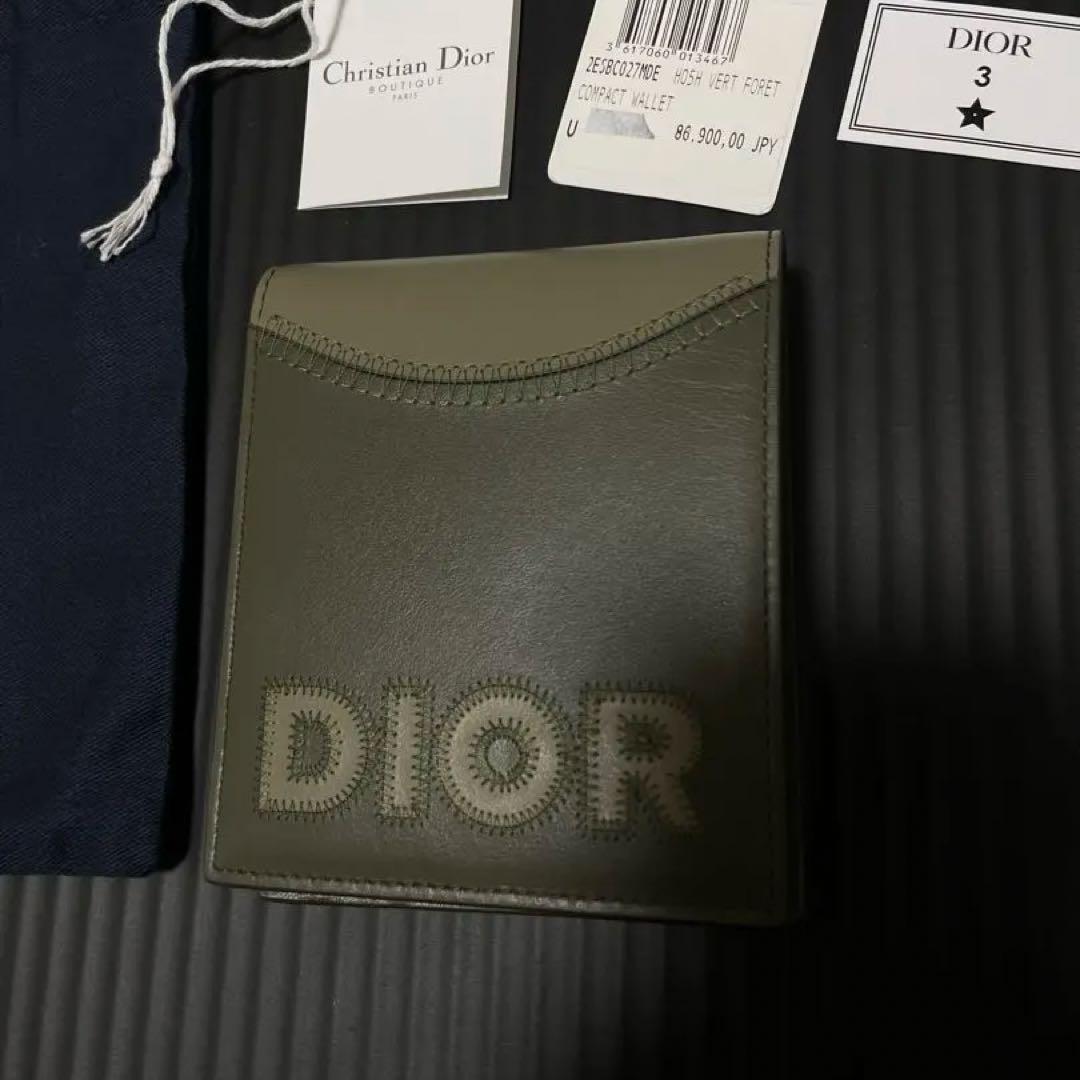 Christian Dior
BOUTIQUE
PARIS
3 617060 013467
2ESBC027MDE H05H VERT FORET
COMPACT WALLET
U 86.900,00 JPY
DIOR
3
DIOR